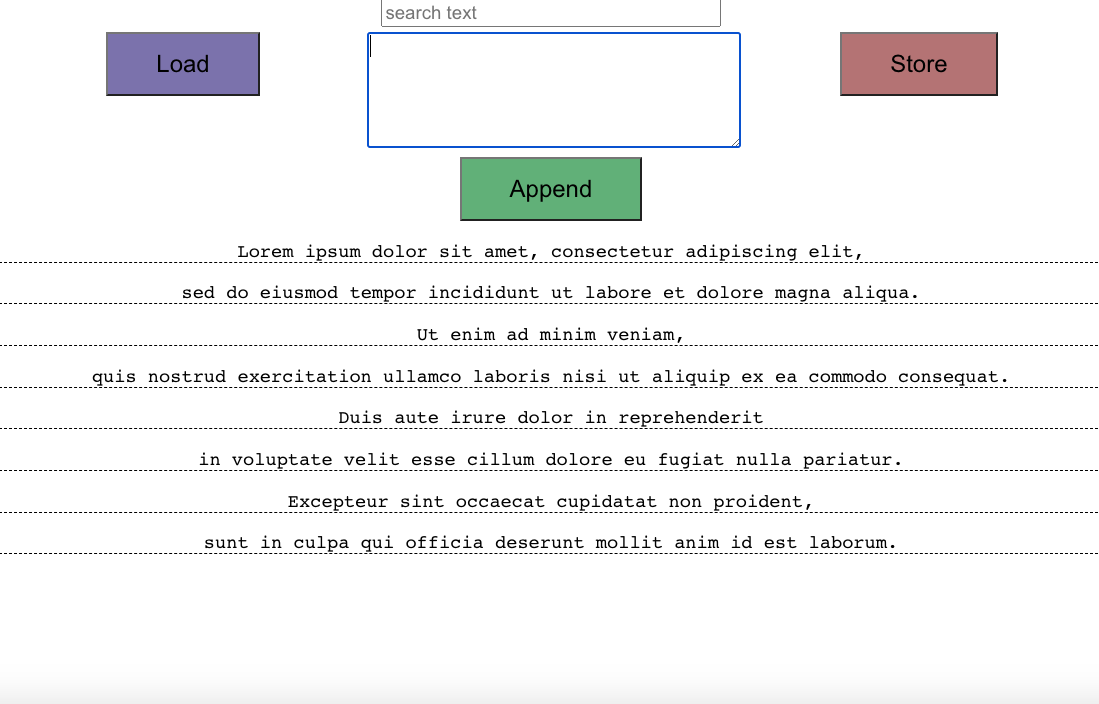 search text
Load
Store
Append
Lorem ipsum dolor sit amet, consectetur adipiscing elit,
sed do eiusmod tempor incididunt ut labore et dolore magna aliqua.
Ut enim ad minim veniam,
quis nostrud exercitation ullamco laboris nisi ut aliquip ex ea commodo consequat.
Duis aute irure dolor in reprehenderit
in voluptate velit esse cillum dolore eu fugiat nulla pariatur.
Excepteur sint occaecat cupidatat non proident,
sunt in culpa qui officia deserunt mollit anim id est laborum.